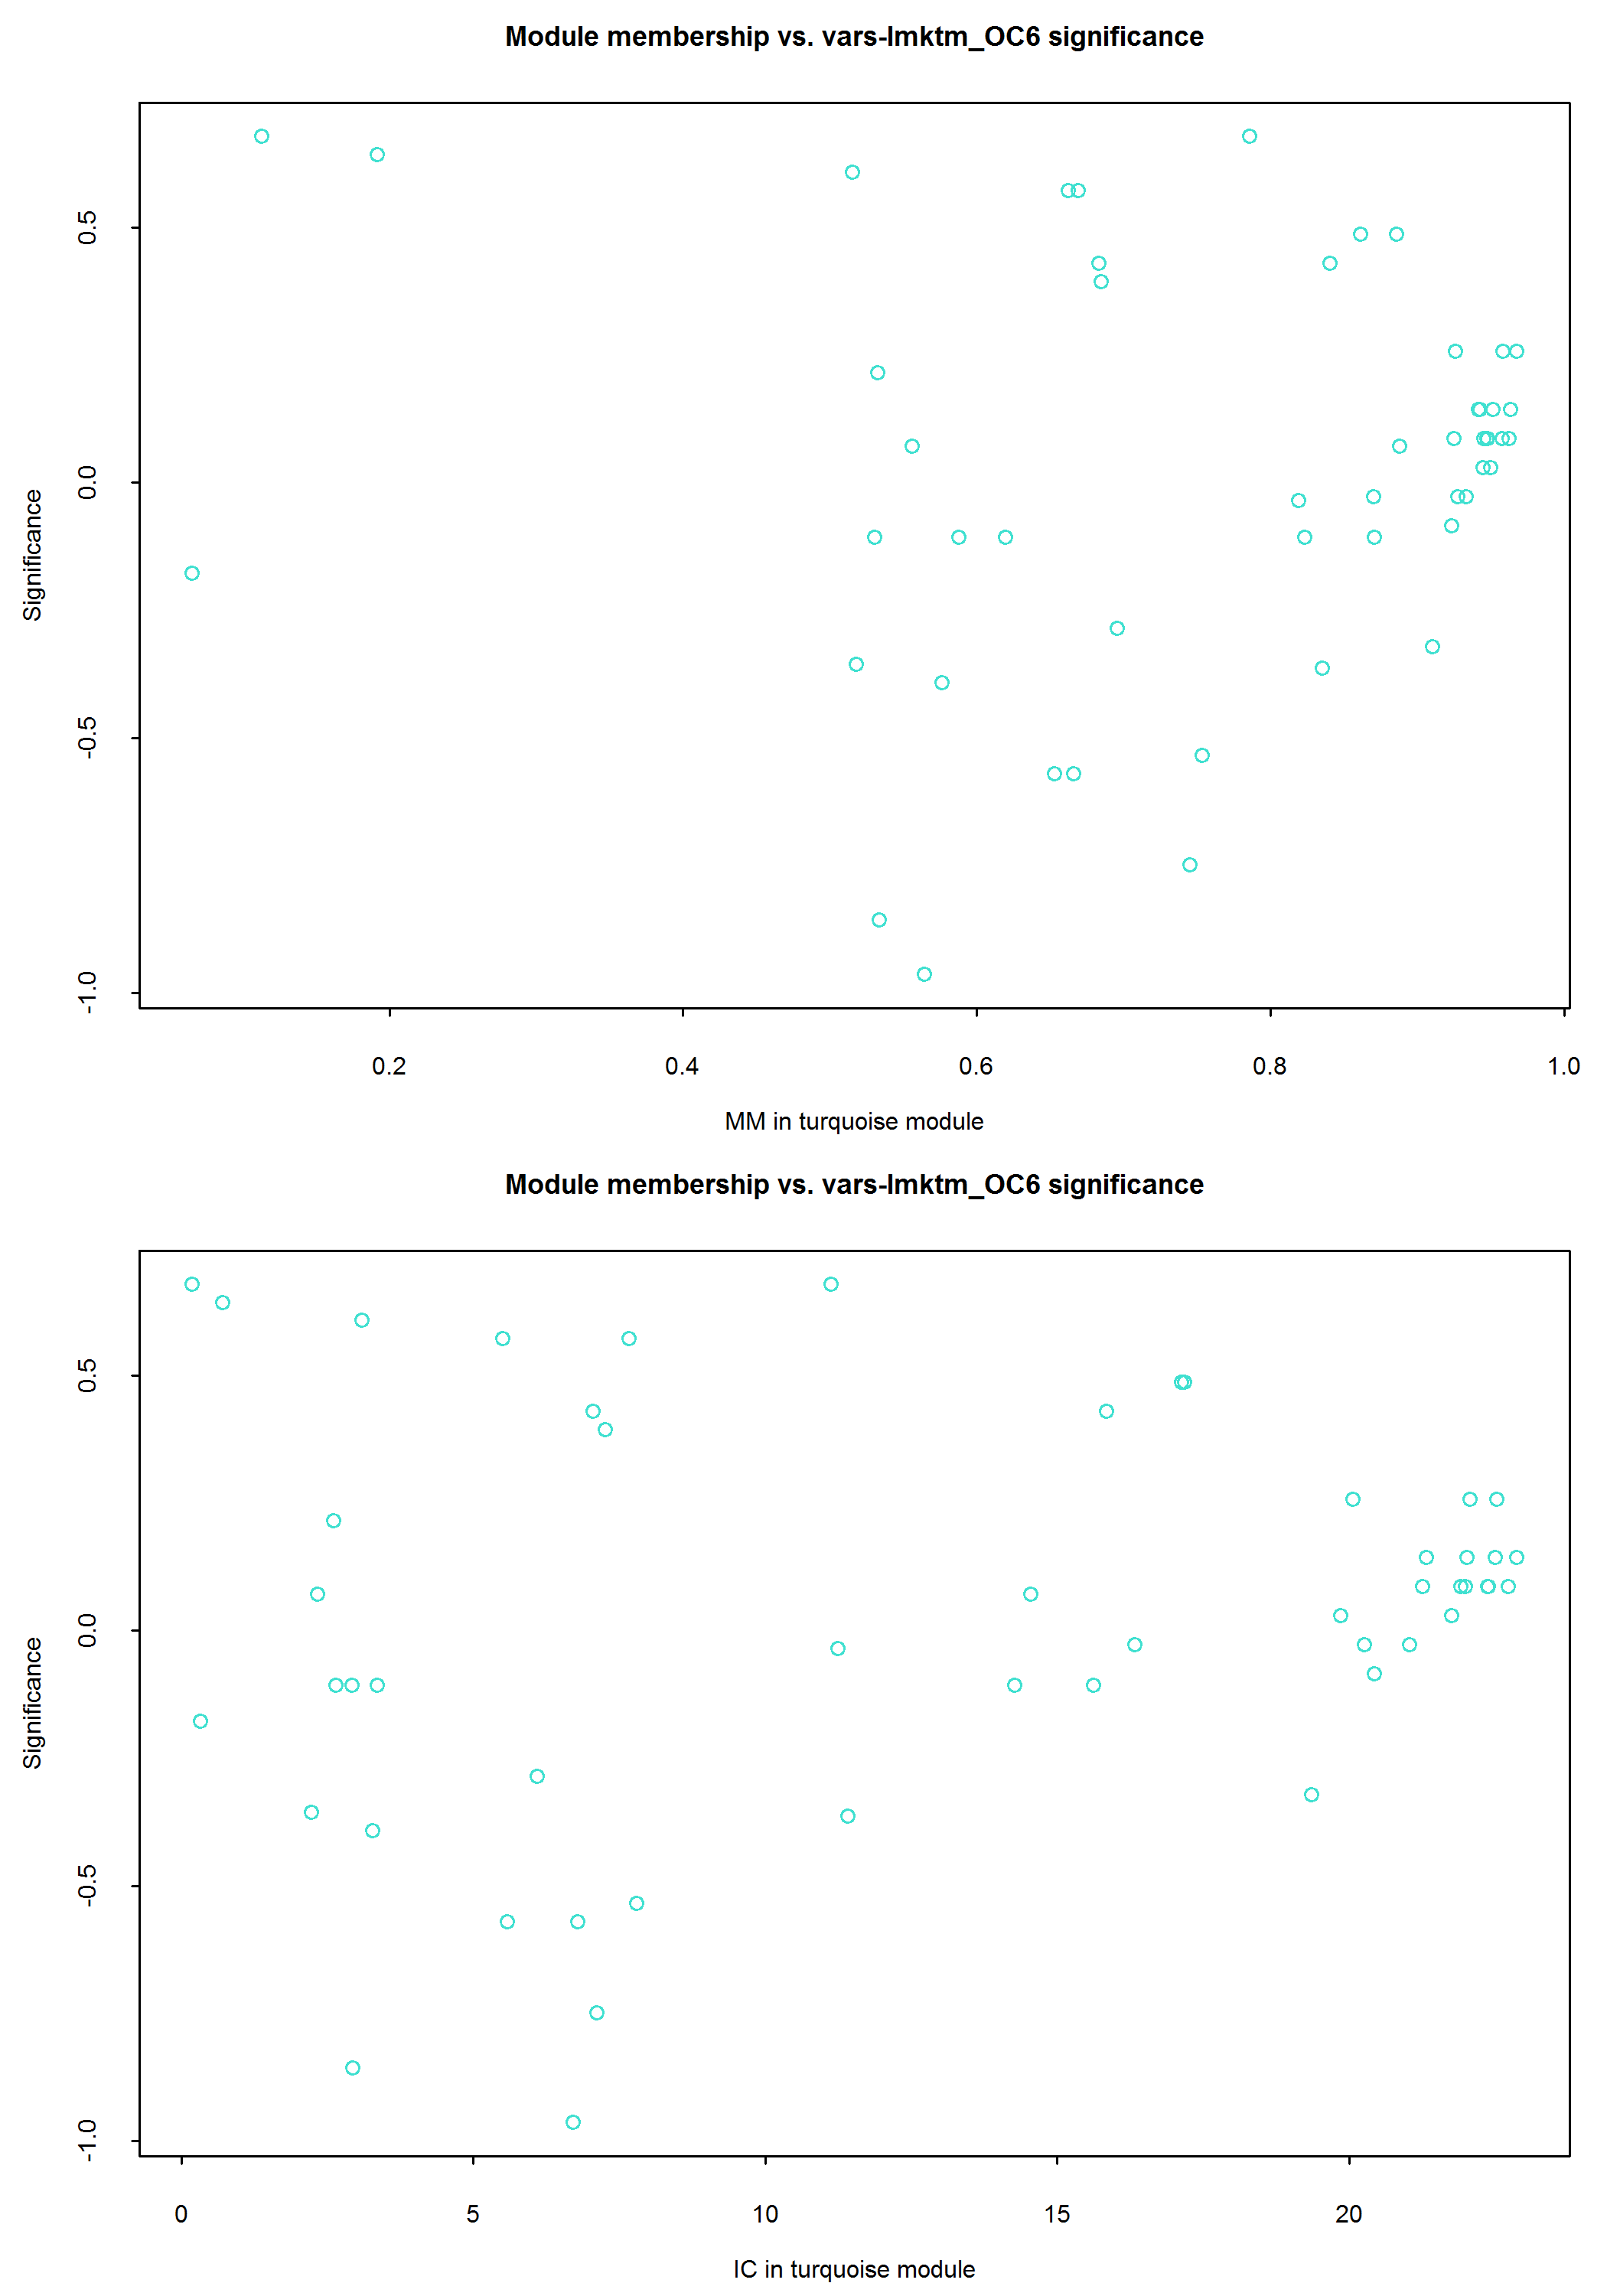 Module membership vs. vars-lmktm_OC6 significance
0.5
0.0
-0.5
-1.0
Significance
0.2 0.4 0.6 0.8 1.0
MM in turquoise module
Module membership vs. vars-lmktm_OC6 significance
0.5
0.0
-0.5
-1.0
Significance
0 5 10 15 20
IC in turquoise module